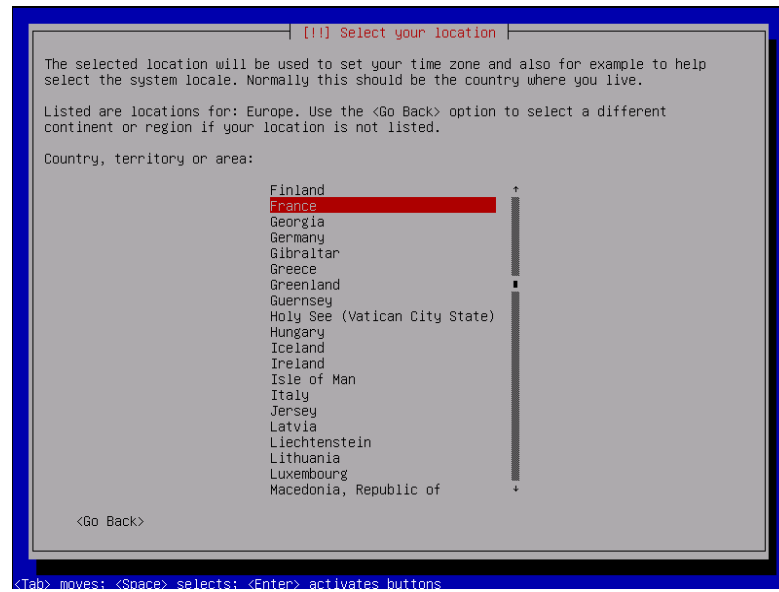 [!!] Select your location
The selected location will be used to set your time zone and also for example to help
select the system locale. Normally this should be the country where you live.
Listed are locations for: Europe. Use the <Go Back> option to select a different
continent or region if your location is not listed.
Country, territory or area:
Finland
France
Georgia
Germany
Gibraltar
Greece
Greenland
Guernsey
Holy See (Vatican City State)
Hungary
Iceland
Ireland
Isle of Man
Italy
Jersey
Latvia
Liechtenstein
Lithuania
Luxembourg
Macedonia, Republic of
<Go Back>
<Tab> moves; <Space> selects; <Enter> activates buttons